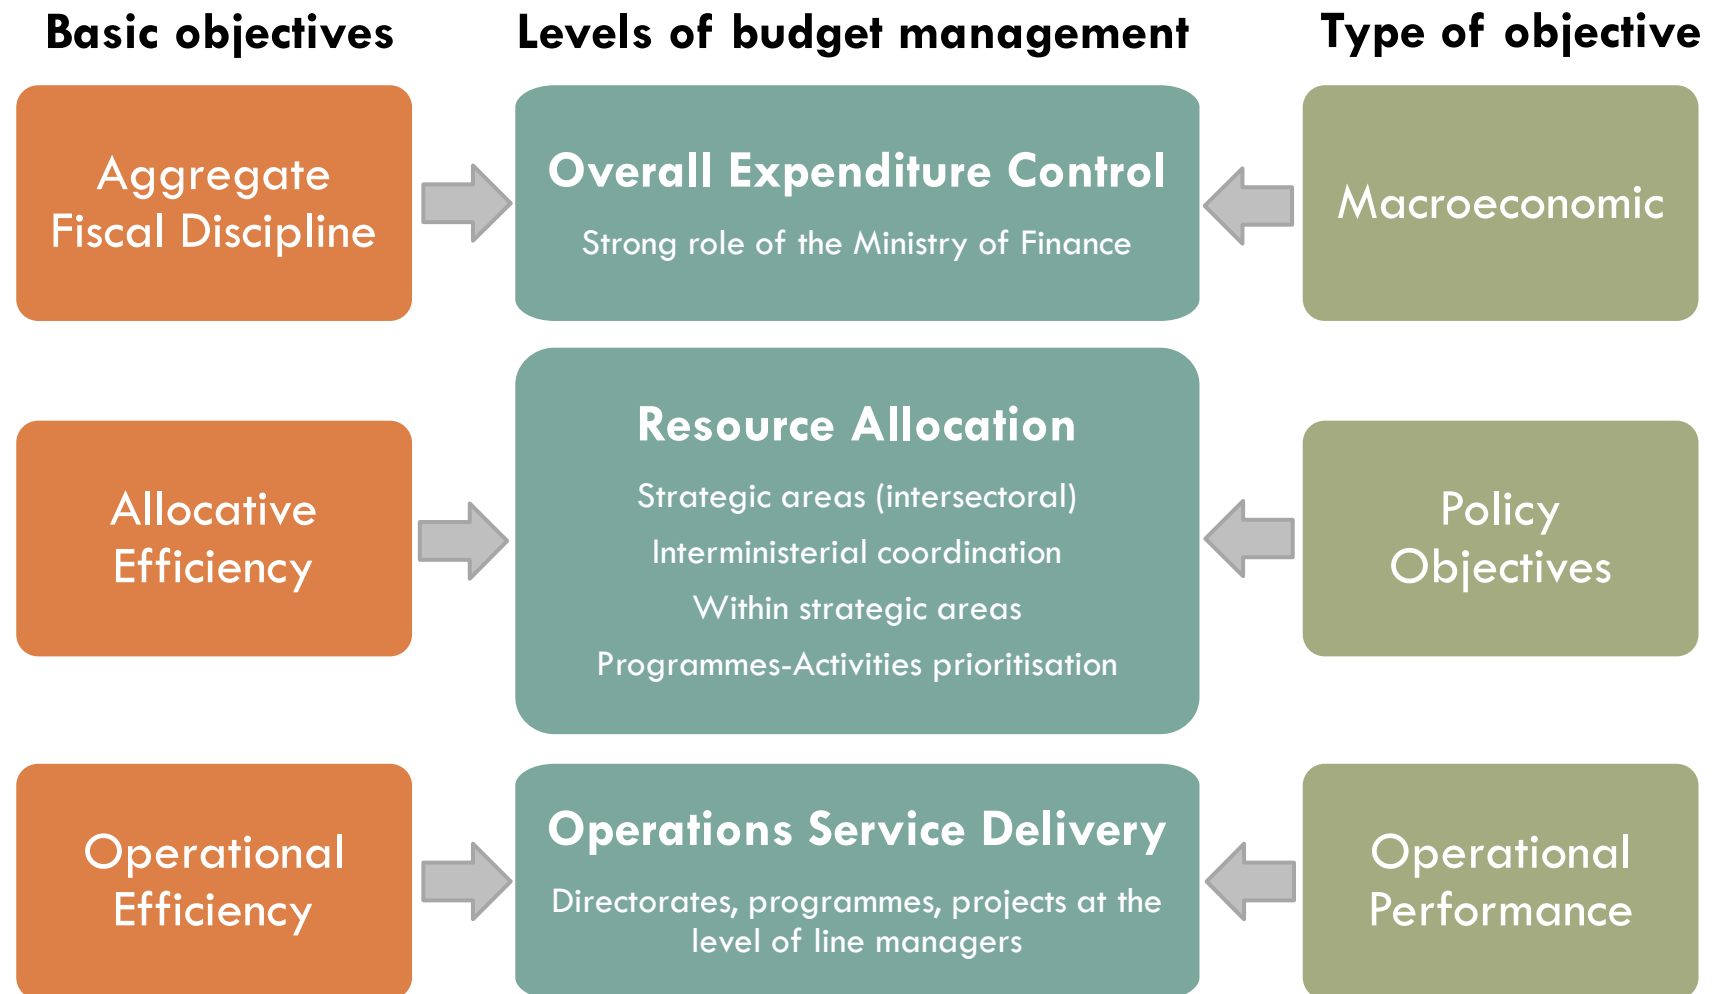 Basic objectives
Levels of budget management
Type of objective
Aggregate
Fiscal Discipline
Overall Expenditure Control
Strong role of the Ministry of Finance
Macroeconomic
Allocative
Efficiency
Resource Allocation
Strategic areas (intersectoral)
Interministerial coordination
Within strategic areas
Programmes-Activities prioritisation
Policy
Objectives
Operational
Efficiency
Operations Service Delivery
Directorates, programmes, projects at the
level of line managers
Operational
Performance